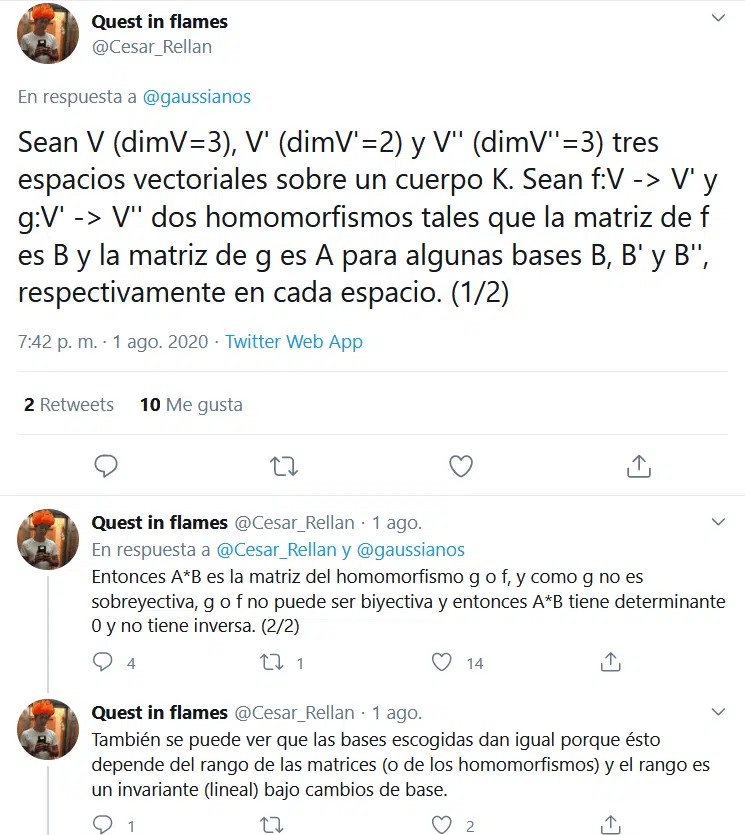 Quest in flames
@Cesar_Rellan
En respuesta a @gaussianos
Sean V (dimV=3), V' (dimV'=2) y V'' (dimV''=3) tres
espacios vectoriales sobre un cuerpo K. Sean f:V -> V' y
g:V' -> V'' dos homomorfismos tales que la matriz de f
es B y la matriz de g es A para algunas bases B, B' y B'',
respectivamente en cada espacio. (1/2)
7:42 p. m. · 1 ago. 2020 · Twitter Web App
2 Retweets 10 Me gusta
Quest in flames @Cesar_Rellan · 1 ago.
En respuesta a @Cesar_Rellan y @gaussianos
Entonces A*B es la matriz del homomorfismo g o f, y como g no es
sobreyectiva, g o f no puede ser biyectiva y entonces A*B tiene determinante
0 y no tiene inversa. (2/2)
4 1 14
Quest in flames @Cesar_Rellan · 1 ago.
También se puede ver que las bases escogidas dan igual porque ésto
depende del rango de las matrices (o de los homomorfismos) y el rango es
un invariante (lineal) bajo cambios de base.
1 2